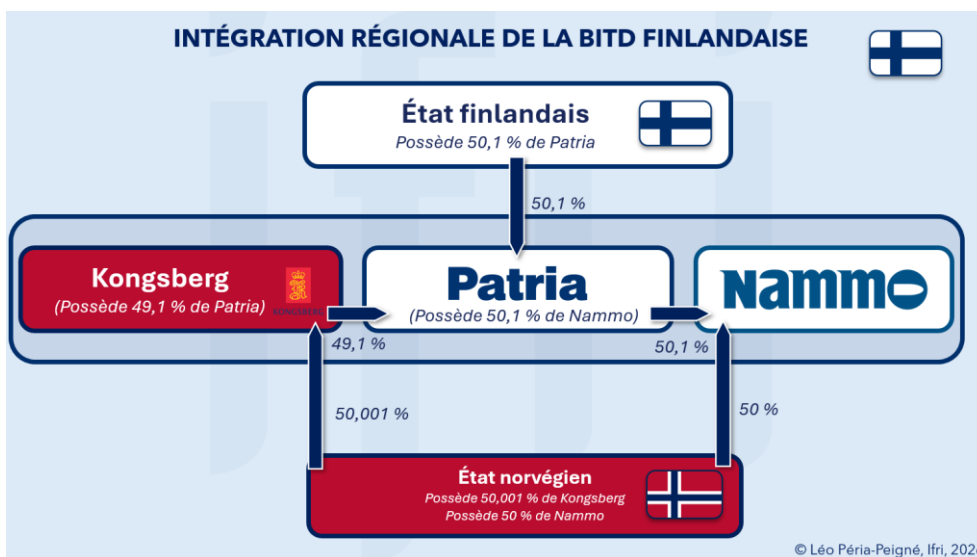 INTÉGRATION RÉGIONALE DE LA BITD FINLANDAISE
État finlandais
Possède 50,1 % de Patria
50,1 %
Kongsberg
(Possède 49,1 % de Patria)
KONGSBERG
Patria
(Possède 50,1 % de Nammo)
Nammo
49,1 %
50,1 %
50,001 %
50 %
État norvégien
Possède 50,001 % de Kongsberg
Possède 50 % de Nammo
© Léo Péria-Peigné, Ifri, 202